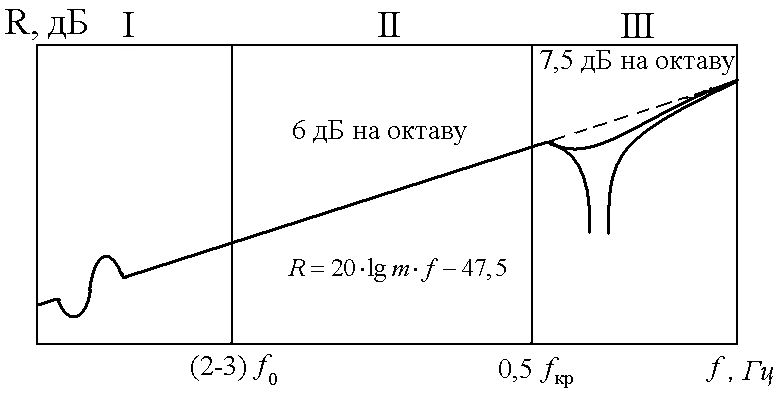 R, дБ I II III
7,5 дБ на октаву
6 дБ на октаву
R = 20·lg m· f − 47,5
(2-3) f₀ 0,5 fкр f , Гц